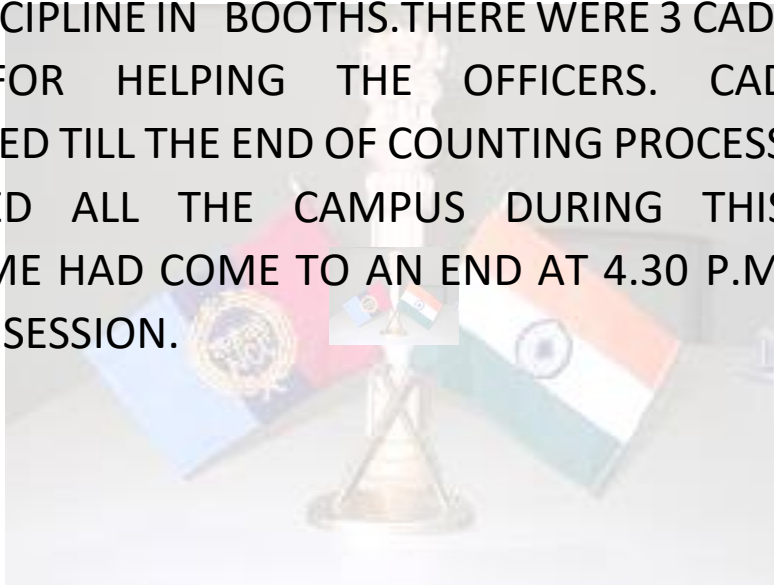 CIPLINE IN BOOTHS.THERE WERE 3 CAD
FOR HELPING THE OFFICERS. CAD
ED TILL THE END OF COUNTING PROCESS
ED ALL THE CAMPUS DURING THIS
ME HAD COME TO AN END AT 4.30 P.M
SESSION.